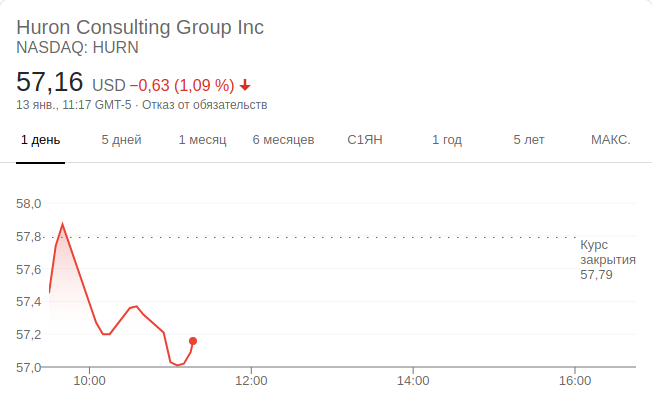 Huron Consulting Group Inc
NASDAQ: HURN
57,16 USD −0,63 (1,09 %)
13 янв., 11:17 GMT-5 · Отказ от обязательств
1 день 5 дней 1 месяц 6 месяцев С1ЯН 1 год 5 лет МАКС.
58,0
57,8
Курс
закрытия
57,79
57,6
57,4
57,2
57,0
10:00 12:00 14:00 16:00